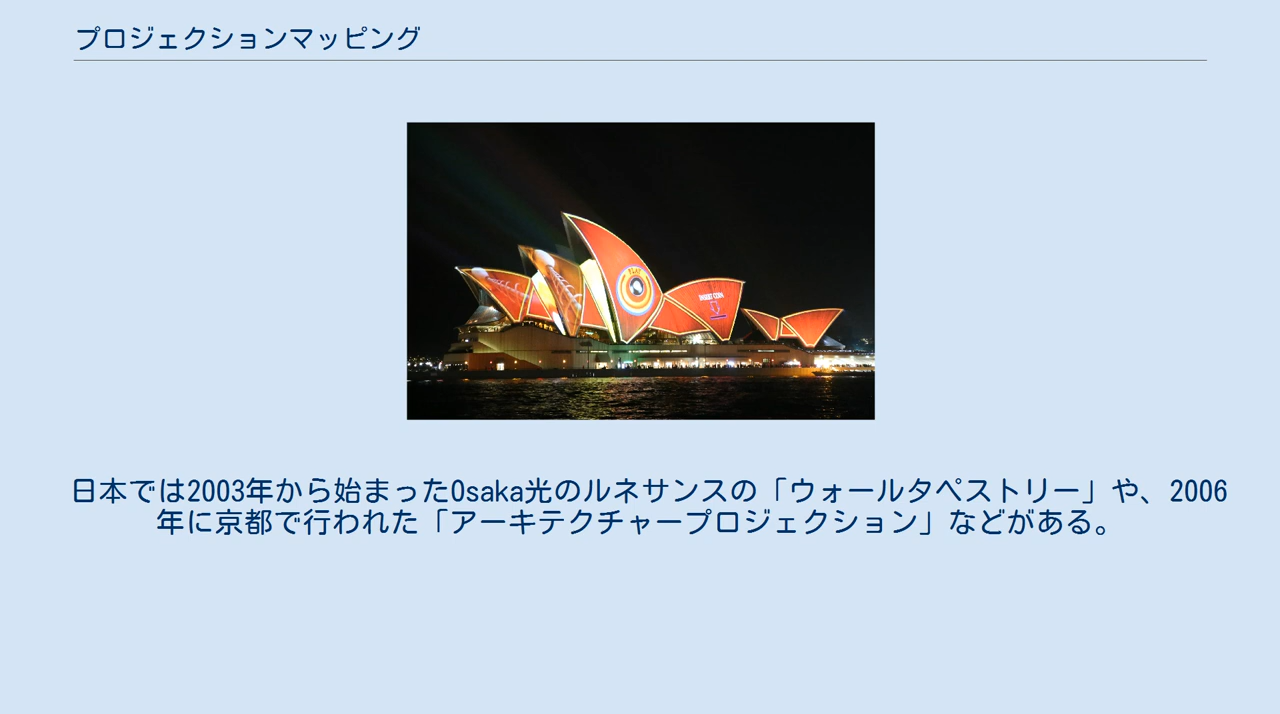 プロジェクションマッピング
PLAY
INSERT COIN
日本では2003年から始まったOsaka光のルネサンスの「ウォールタペストリー」や、2006
年に京都で行われた「アーキテクチャープロジェクション」などがある。